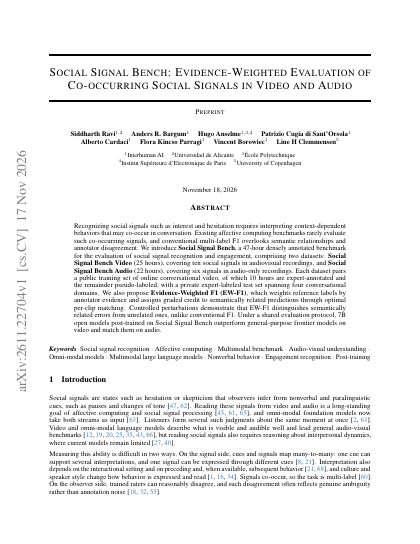 SOCIAL SIGNAL BENCH: EVIDENCE-WEIGHTED EVALUATION OF
CO-OCCURRING SOCIAL SIGNALS IN VIDEO AND AUDIO
PREPRINT
Siddharth Ravi1,2 Anders R. Bargum1 Hugo Anselme1,3,4 Patrizio Cugia di Sant'Orsola1
Alberto Cardaci1 Flora Kincso Parragi1 Vincent Borowiec1 Line H Clemmensen5
1Interhuman AI 2Universidad de Alicante 3École Polytechnique
4Institut Supérieur d'Electronique de Paris 5University of Copenhagen
November 18, 2026
ABSTRACT
Recognizing social signals such as interest and hesitation requires interpreting context-dependent
behaviors that may co-occur in conversation. Existing affective computing benchmarks rarely evaluate
such co-occurring signals, and conventional multi-label F1 overlooks semantic relationships and
annotator disagreement. We introduce Social Signal Bench, a 47-hour densely annotated benchmark
for the evaluation of social signal recognition and engagement, comprising two datasets: Social
Signal Bench Video (25 hours), covering ten social signals in audiovisual recordings, and Social
Signal Bench Audio (22 hours), covering six signals in audio-only recordings. Each dataset pairs
a public training set of online conversational video, of which 10 hours are expert-annotated and
the remainder pseudo-labeled, with a private expert-labeled test set spanning four conversational
domains. We also propose Evidence-Weighted F1 (EW-F1), which weights reference labels by
annotator evidence and assigns graded credit to semantically related predictions through optimal
per-clip matching. Controlled perturbations demonstrate that EW-F1 distinguishes semantically
related errors from unrelated ones, unlike conventional F1. Under a shared evaluation protocol, 7B
open models post-trained on Social Signal Bench outperform general-purpose frontier models on
video and match them on audio.
Keywords Social signal recognition · Affective computing · Multimodal benchmark · Audio-visual understanding ·
Omni-modal models · Multimodal large language models · Nonverbal behavior · Engagement recognition · Post-training
1 Introduction
Social signals are states such as hesitation or skepticism that observers infer from nonverbal and paralinguistic
cues, such as pauses and changes of tone [47, 62]. Reading these signals from video and audio is a long-standing
goal of affective computing and social signal processing [45, 61, 65], and omni-modal foundation models now
take both streams as input [63]. Listeners form several such judgments about the same moment at once [2, 61].
Video and omni-modal language models describe what is visible and audible well and lead general audio-visual
benchmarks [12, 19, 20, 25, 35, 43, 66], but reading social signals also requires reasoning about interpersonal dynamics,
where current models remain limited [27, 40].
Measuring this ability is difficult in two ways. On the signal side, cues and signals map many-to-many: one cue can
support several interpretations, and one signal can be expressed through different cues [8, 21]. Interpretation also
depends on the interactional setting and on preceding and, when available, subsequent behavior [21, 68], and culture and
speaker style change how behavior is expressed and read [1, 16, 34]. Signals co-occur, so the task is multi-label [60].
On the observer side, trained raters can reasonably disagree, and such disagreement often reflects genuine ambiguity
rather than annotation noise [18, 32, 55].
arXiv:2611.22704v1 [cs.CV] 17 Nov 2026